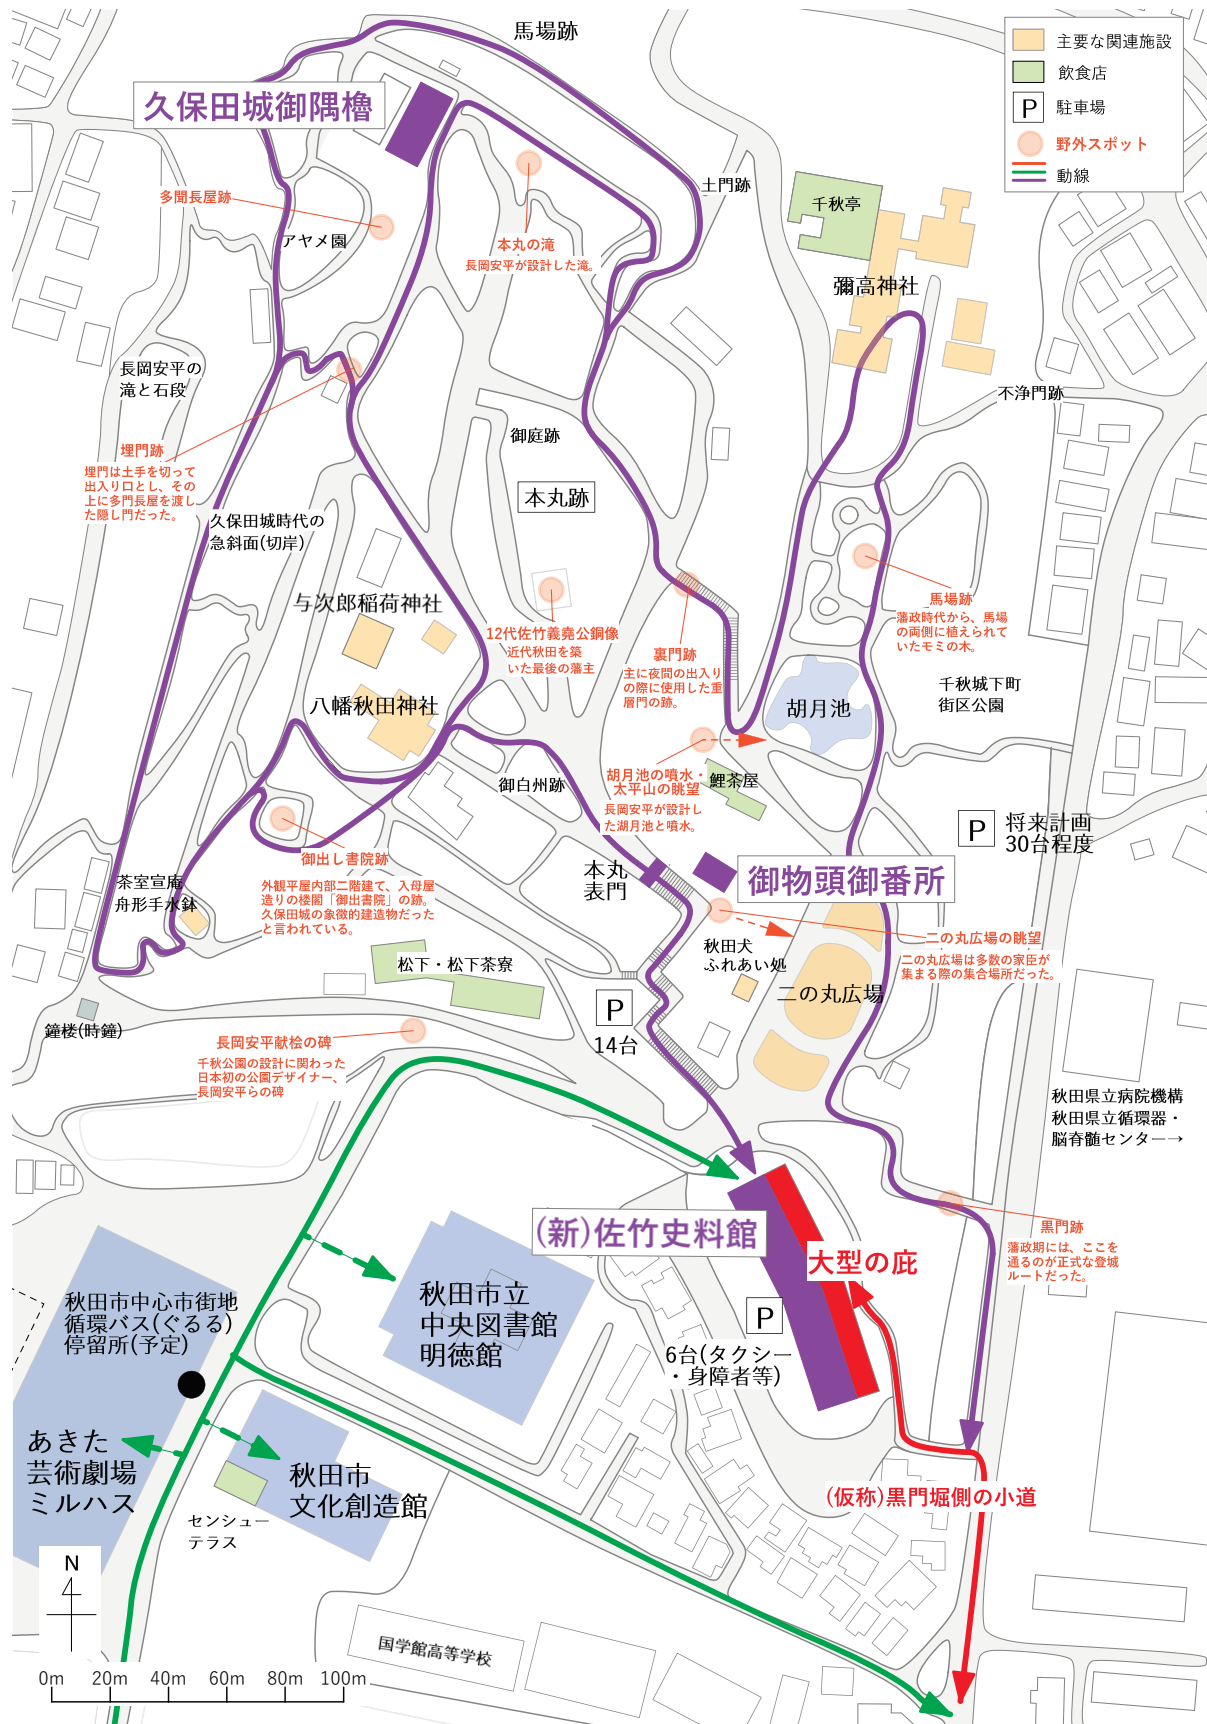 馬場跡
主要な関連施設
飲食店
P 駐車場
野外スポット
動線
久保田城御隅櫓
多聞長屋跡
アヤメ園
本丸の滝
長岡安平が設計した滝。
土門跡
千秋亭
彌高神社
長岡安平の
滝と石段
不浄門跡
御庭跡
埋門跡
埋門は土手を切って
出入り口とし、その
上に多門長屋を渡し
た隠し門だった。
本丸跡
久保田城時代の
急斜面(切岸)
与次郎稲荷神社
12代佐竹義堯公銅像
近代秋田を築
いた最後の藩主
裏門跡
主に夜間の出入り
の際に使用した重
層門の跡。
馬場跡
藩政時代から、馬場
の両側に植えられて
いたモミの木。
千秋城下町
街区公園
八幡秋田神社
胡月池
御白州跡
胡月池の噴水・
太平山の眺望
長岡安平が設計し
た湖月池と噴水。
鯉茶屋
P
将来計画
30台程度
御出し書院跡
外観平屋内部二階建て、入母屋
造りの楼閣「御出書院」の跡。
久保田城の象徴的建造物だった
と言われている。
本丸
表門
御物頭御番所
茶室宣庵
舟形手水鉢
秋田犬
ふれあい処
二の丸広場の眺望
二の丸広場は多数の家臣が
集まる際の集合場所だった。
松下・松下茶寮
二の丸広場
P
14台
鐘楼(時鐘)
長岡安平献桧の碑
千秋公園の設計に関わった
日本初の公園デザイナー、
長岡安平らの碑
秋田県立病院機構
秋田県立循環器・
脳脊髄センター→
(新)佐竹史料館
黒門跡
藩政期には、ここを
通るのが正式な登城
ルートだった。
大型の庇
秋田市中心市街地
循環バス(ぐるる)
停留所(予定)
秋田市立
中央図書館
明徳館
P
6台(タクシー
・身障者等)
あきた
芸術劇場
ミルハス
秋田市
文化創造館
センシュー
テラス
(仮称)黒門堀側の小道
N
国学館高等学校
0m 20m 40m 60m 80m 100m